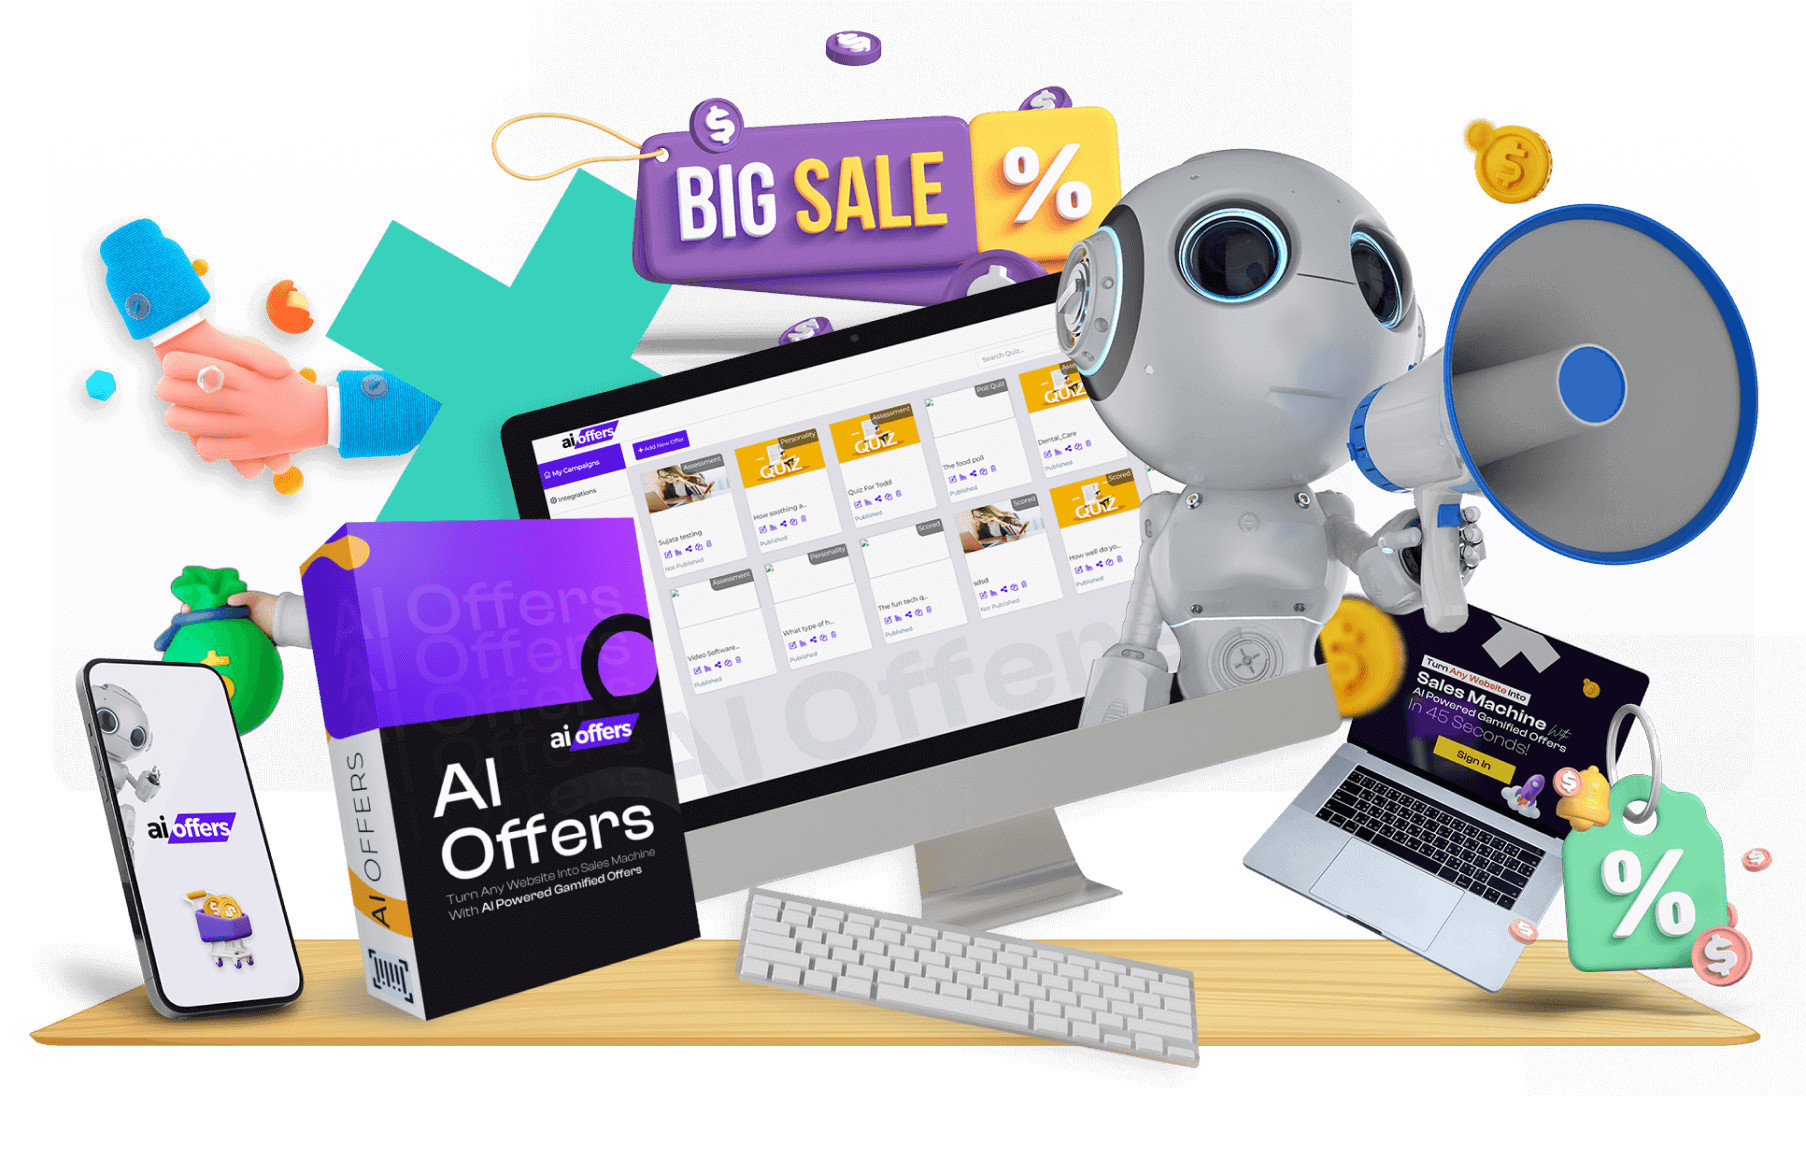 BIG SALE %
Search Quiz...
ai offers
+ Add New Offer
My Campaigns
Integrations
Assessment
Sujata testing
Not Published
Personality
QUIZ
How soothing a...
Published
Assessment
QUIZ
Quiz For Todd
Published
Poll Quiz
The food poll
Published
QUIZ
Dental_Care
Published
Assessment
Video Software...
Published
Personality
What type of h...
Published
Scored
The fun tech q...
Published
Scored
sdsd
Not Published
Scored
QUIZ
How well do yo...
Published
AI Offers
AI Offers
Offers
ai offers
AI
Offers
Turn Any Website Into Sales Machine
With AI Powered Gamified Offers
AI OFFERS
ai offers
Turn Any Website Into
Sales Machine With
AI Powered Gamified Offers
In 45 Seconds!
Sign In
%